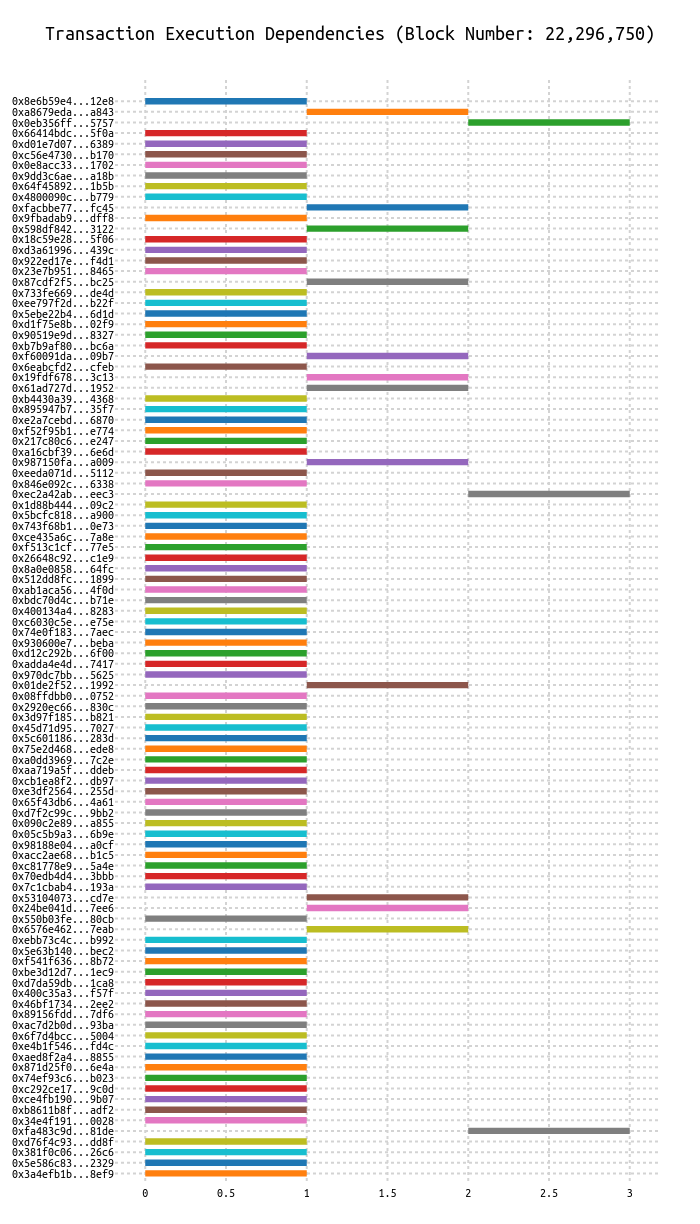 Transaction Execution Dependencies (Block Number: 22,296,750)
0x8e6b59e4...12e8
0xa8679eda...a843
0x0eb356ff...5757
0x66414bdc...5f0a
0xd01e7d07...6389
0xc56e4730...b170
0x0e8acc33...1702
0x9dd3c6ae...a18b
0x64f45892...1b5b
0x4800090c...b779
0xfacbbe77...fc45
0x9fbadab9...dff8
0x598df842...3122
0x18c59e28...5f06
0xd3a61996...439c
0x922ed17e...f4d1
0x23e7b951...8465
0x87cdf2f5...bc25
0x733fe669...de4d
0xee797f2d...b22f
0x5ebe22b4...6d1d
0xd1f75e8b...02f9
0x90519e9d...8327
0xb7b9af80...bc6a
0xf60091da...09b7
0x6eabcfd2...cfeb
0x19fdf678...3c13
0x61ad727d...1952
0xb4430a39...4368
0x895947b7...35f7
0xe2a7cebd...6870
0xf52f95b1...e774
0x217c80c6...e247
0xa16cbf39...6e6d
0x987150fa...a009
0xeeda071d...5112
0x846e092c...6338
0xec2a42ab...eec3
0x1d88b444...09c2
0x5bcfc818...a900
0x743f68b1...0e73
0xce435a6c...7a8e
0xf513c1cf...77e5
0x26648c92...c1e9
0x8a0e0858...64fc
0x512dd8fc...1899
0xab1aca56...4f0d
0xbdc70d4c...b71e
0x400134a4...8283
0xc6030c5e...e75e
0x74e0f183...7aec
0x930600e7...beba
0xd12c292b...6f00
0xadda4e4d...7417
0x970dc7bb...5625
0x01de2f52...1992
0x08ffdbb0...0752
0x2920ec66...830c
0x3d97f185...b821
0x45d71d95...7027
0x5c601186...283d
0x75e2d468...ede8
0xa0dd3969...7c2e
0xaa719a5f...ddeb
0xcb1ea8f2...db97
0xe3df2564...255d
0x65f43db6...4a61
0xd7f2c99c...9bb2
0x090c2e89...a855
0x05c5b9a3...6b9e
0x98188e04...a0cf
0xacc2ae68...b1c5
0xc81778e9...5a4e
0x70edb4d4...3bbb
0x7c1cbab4...193a
0x53104073...cd7e
0x24be041d...7ee6
0x550b03fe...80cb
0x6576e462...7eab
0xebb73c4c...b992
0x5e63b140...bec2
0xf541f636...8b72
0xbe3d12d7...1ec9
0xd7da59db...1ca8
0x400c35a3...f57f
0x46bf1734...2ee2
0x89156fdd...7df6
0xac7d2b0d...93ba
0x6f7d4bcc...5004
0xe4b1f546...fd4c
0xaed8f2a4...8855
0x871d25f0...6e4a
0x74ef93c6...b023
0xc292ce17...9c0d
0xce4fb190...9b07
0xb8611b8f...adf2
0x34e4f191...0028
0xfa483c9d...81de
0xd76f4c93...dd8f
0x381f0c06...26c6
0x5e586c83...2329
0x3a4efb1b...8ef9
0 0.5 1 1.5 2 2.5 3